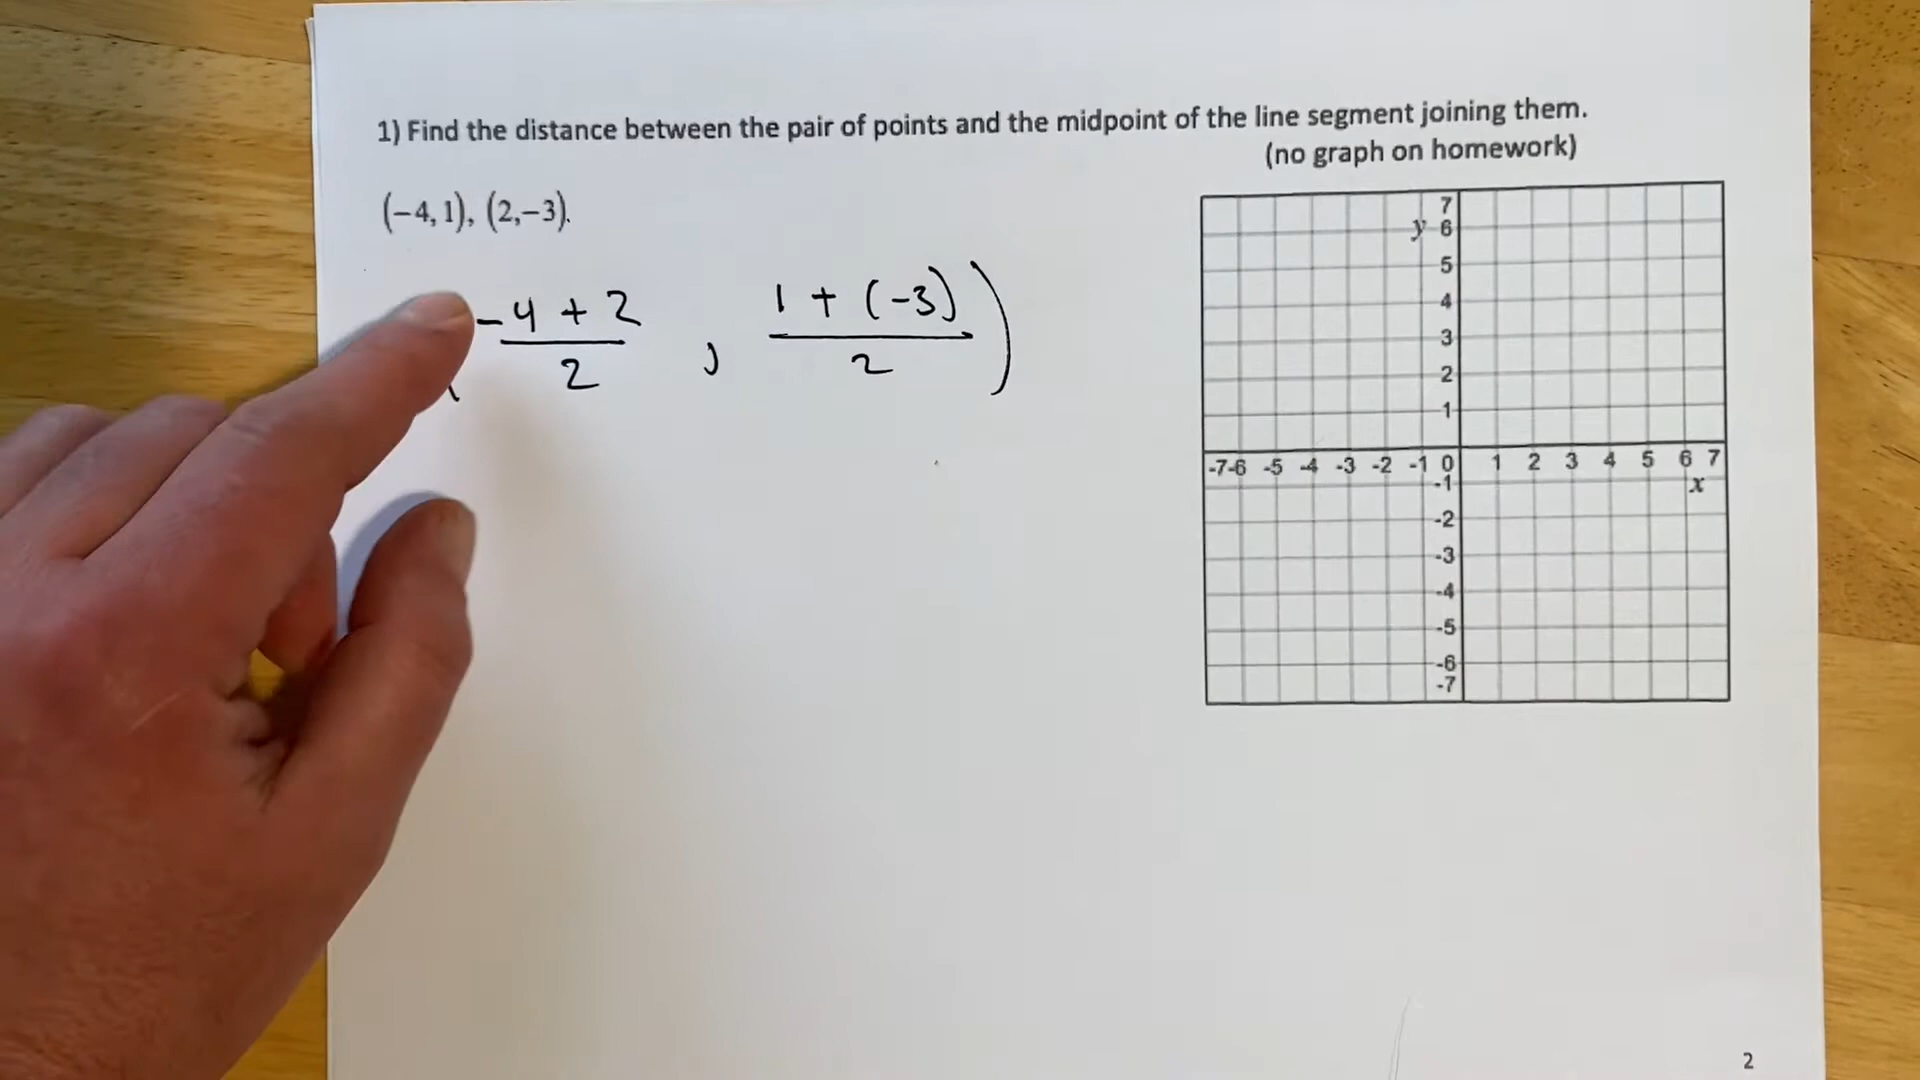 1) Find the distance between the pair of points and the midpoint of the line segment joining them.
(no graph on homework)
(−4, 1), (2,−3).
(-4 + 2 / 2 , 1 + (-3) / 2)
7
y 6
5
4
3
2
1
-7 -6 -5 -4 -3 -2 -1 0 1 2 3 4 5 6 7
-1 x
-2
-3
-4
-5
-6
-7
2